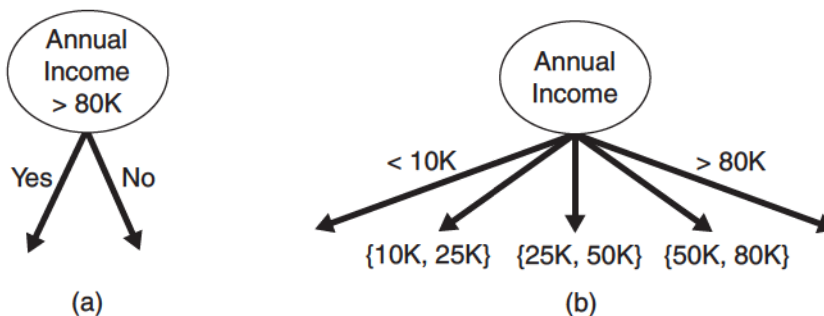 Annual
Income
> 80K
Yes
No
(a)
Annual
Income
< 10K
> 80K
{10K, 25K}
{25K, 50K}
{50K, 80K}
(b)